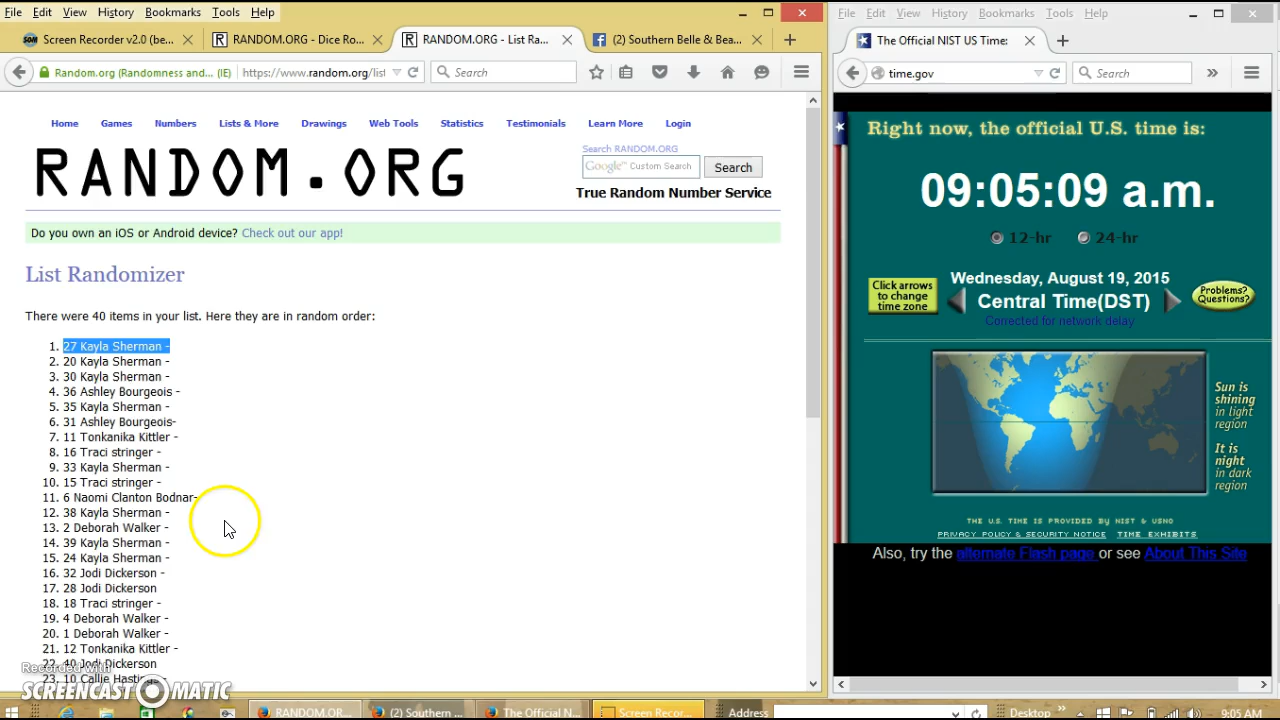 File Edit View History Bookmarks Tools Help
Screen Recorder v2.0 (be...
RANDOM.ORG - Dice Ro...
RANDOM.ORG - List Ra...
(2) Southern Belle & Bea...
Random.org (Randomness and... (IE) https://www.random.org/list
Search
Home Games Numbers Lists & More Drawings Web Tools Statistics Testimonials Learn More Login
RANDOM.ORG
Search RANDOM.ORG
Google™ Custom Search Search
True Random Number Service
Do you own an iOS or Android device? Check out our app!
List Randomizer
There were 40 items in your list. Here they are in random order:
1. 27 Kayla Sherman -
2. 20 Kayla Sherman -
3. 30 Kayla Sherman -
4. 36 Ashley Bourgeois -
5. 35 Kayla Sherman -
6. 31 Ashley Bourgeois-
7. 11 Tonkanika Kittler -
8. 16 Traci stringer -
9. 33 Kayla Sherman -
10. 15 Traci stringer -
11. 6 Naomi Clanton Bodnar-
12. 38 Kayla Sherman -
13. 2 Deborah Walker -
14. 39 Kayla Sherman -
15. 24 Kayla Sherman -
16. 32 Jodi Dickerson -
17. 28 Jodi Dickerson
18. 18 Traci stringer -
19. 4 Deborah Walker -
20. 1 Deborah Walker -
21. 12 Tonkanika Kittler -
22. 40 Jodi Dickerson
23. 10 Callie
Recorded with
SCREENCAST MATIC
File Edit View History Bookmarks Tools Help
The Official NIST US Time:
time.gov
Search
Right now, the official U.S. time is:
09:05:09 a.m.
12-hr 24-hr
Click arrows to change time zone
Wednesday, August 19, 2015
Central Time(DST)
Corrected for network delay
Problems? Questions?
Sun is
shining
in light
region
It is
night
in dark
region
THE U.S. TIME IS PROVIDED BY NIST & USNO
PRIVACY POLICY & SECURITY NOTICE TIME EXHIBITS
Also, try the alternate Flash page or see About This Site
RANDOM.ORG... (2) Southern ... The Official N... Screen Recor... Address Desktop 9:05 AM